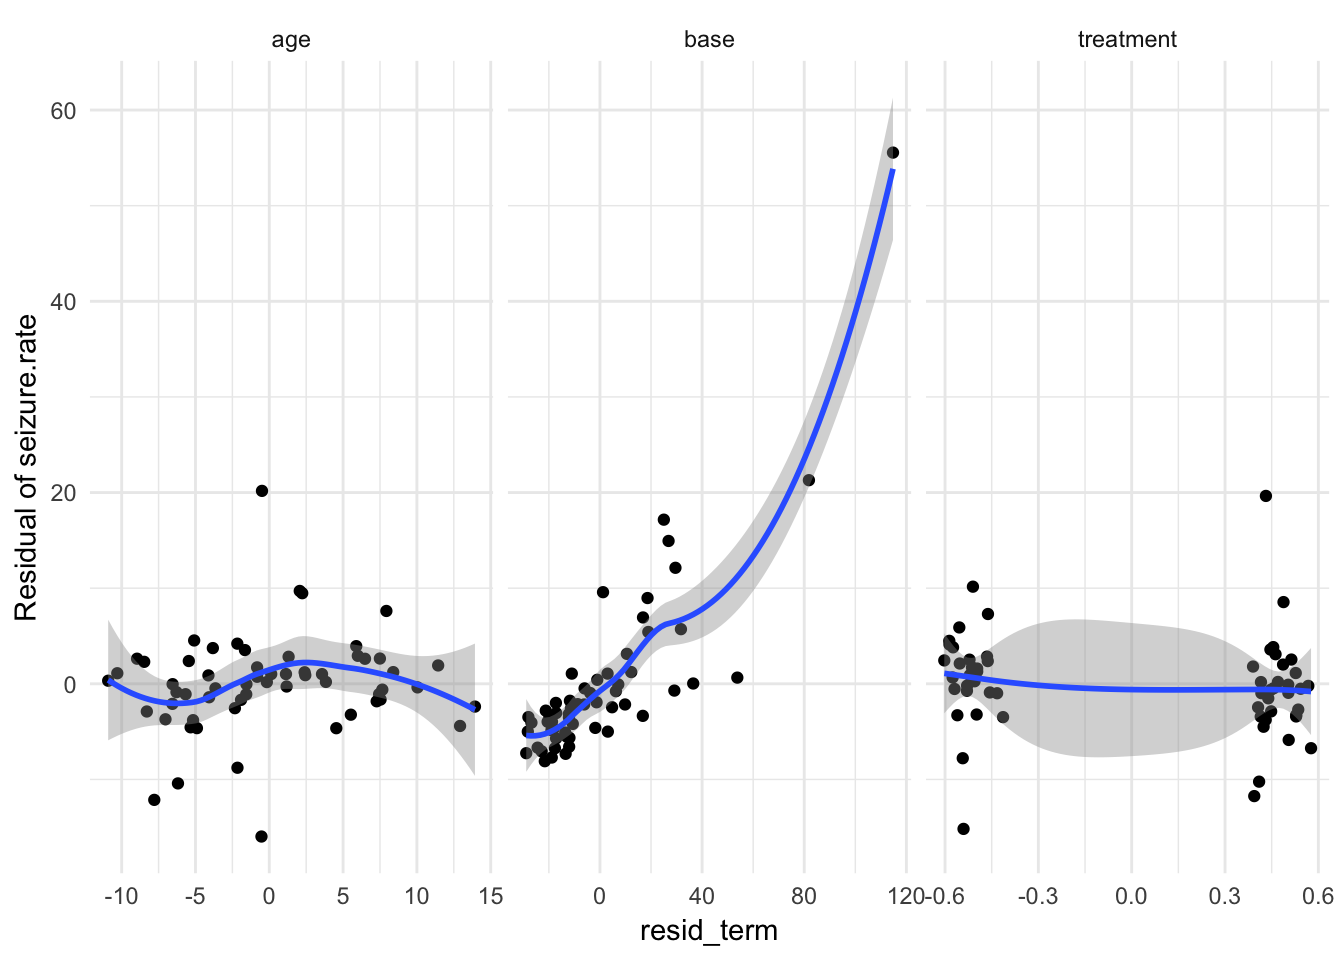 age base treatment
60
40
20
0
Residual of seizure.rate
-10 -5 0 5 10 15 0 40 80 120 -0.6 -0.3 0.0 0.3 0.6
resid_term